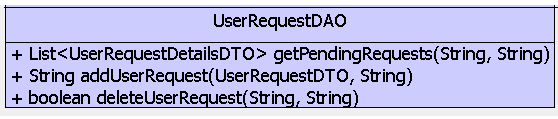 UserRequestDAO
+ List<UserRequestDetailsDTO> getPendingRequests(String, String)
+ String addUserRequest(UserRequestDTO, String)
+ boolean deleteUserRequest(String, String)